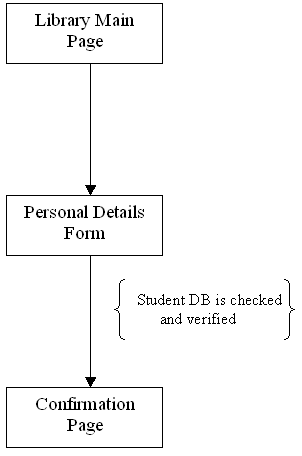 Library Main
Page
Personal Details
Form
Student DB is checked
and verified
Confirmation
Page